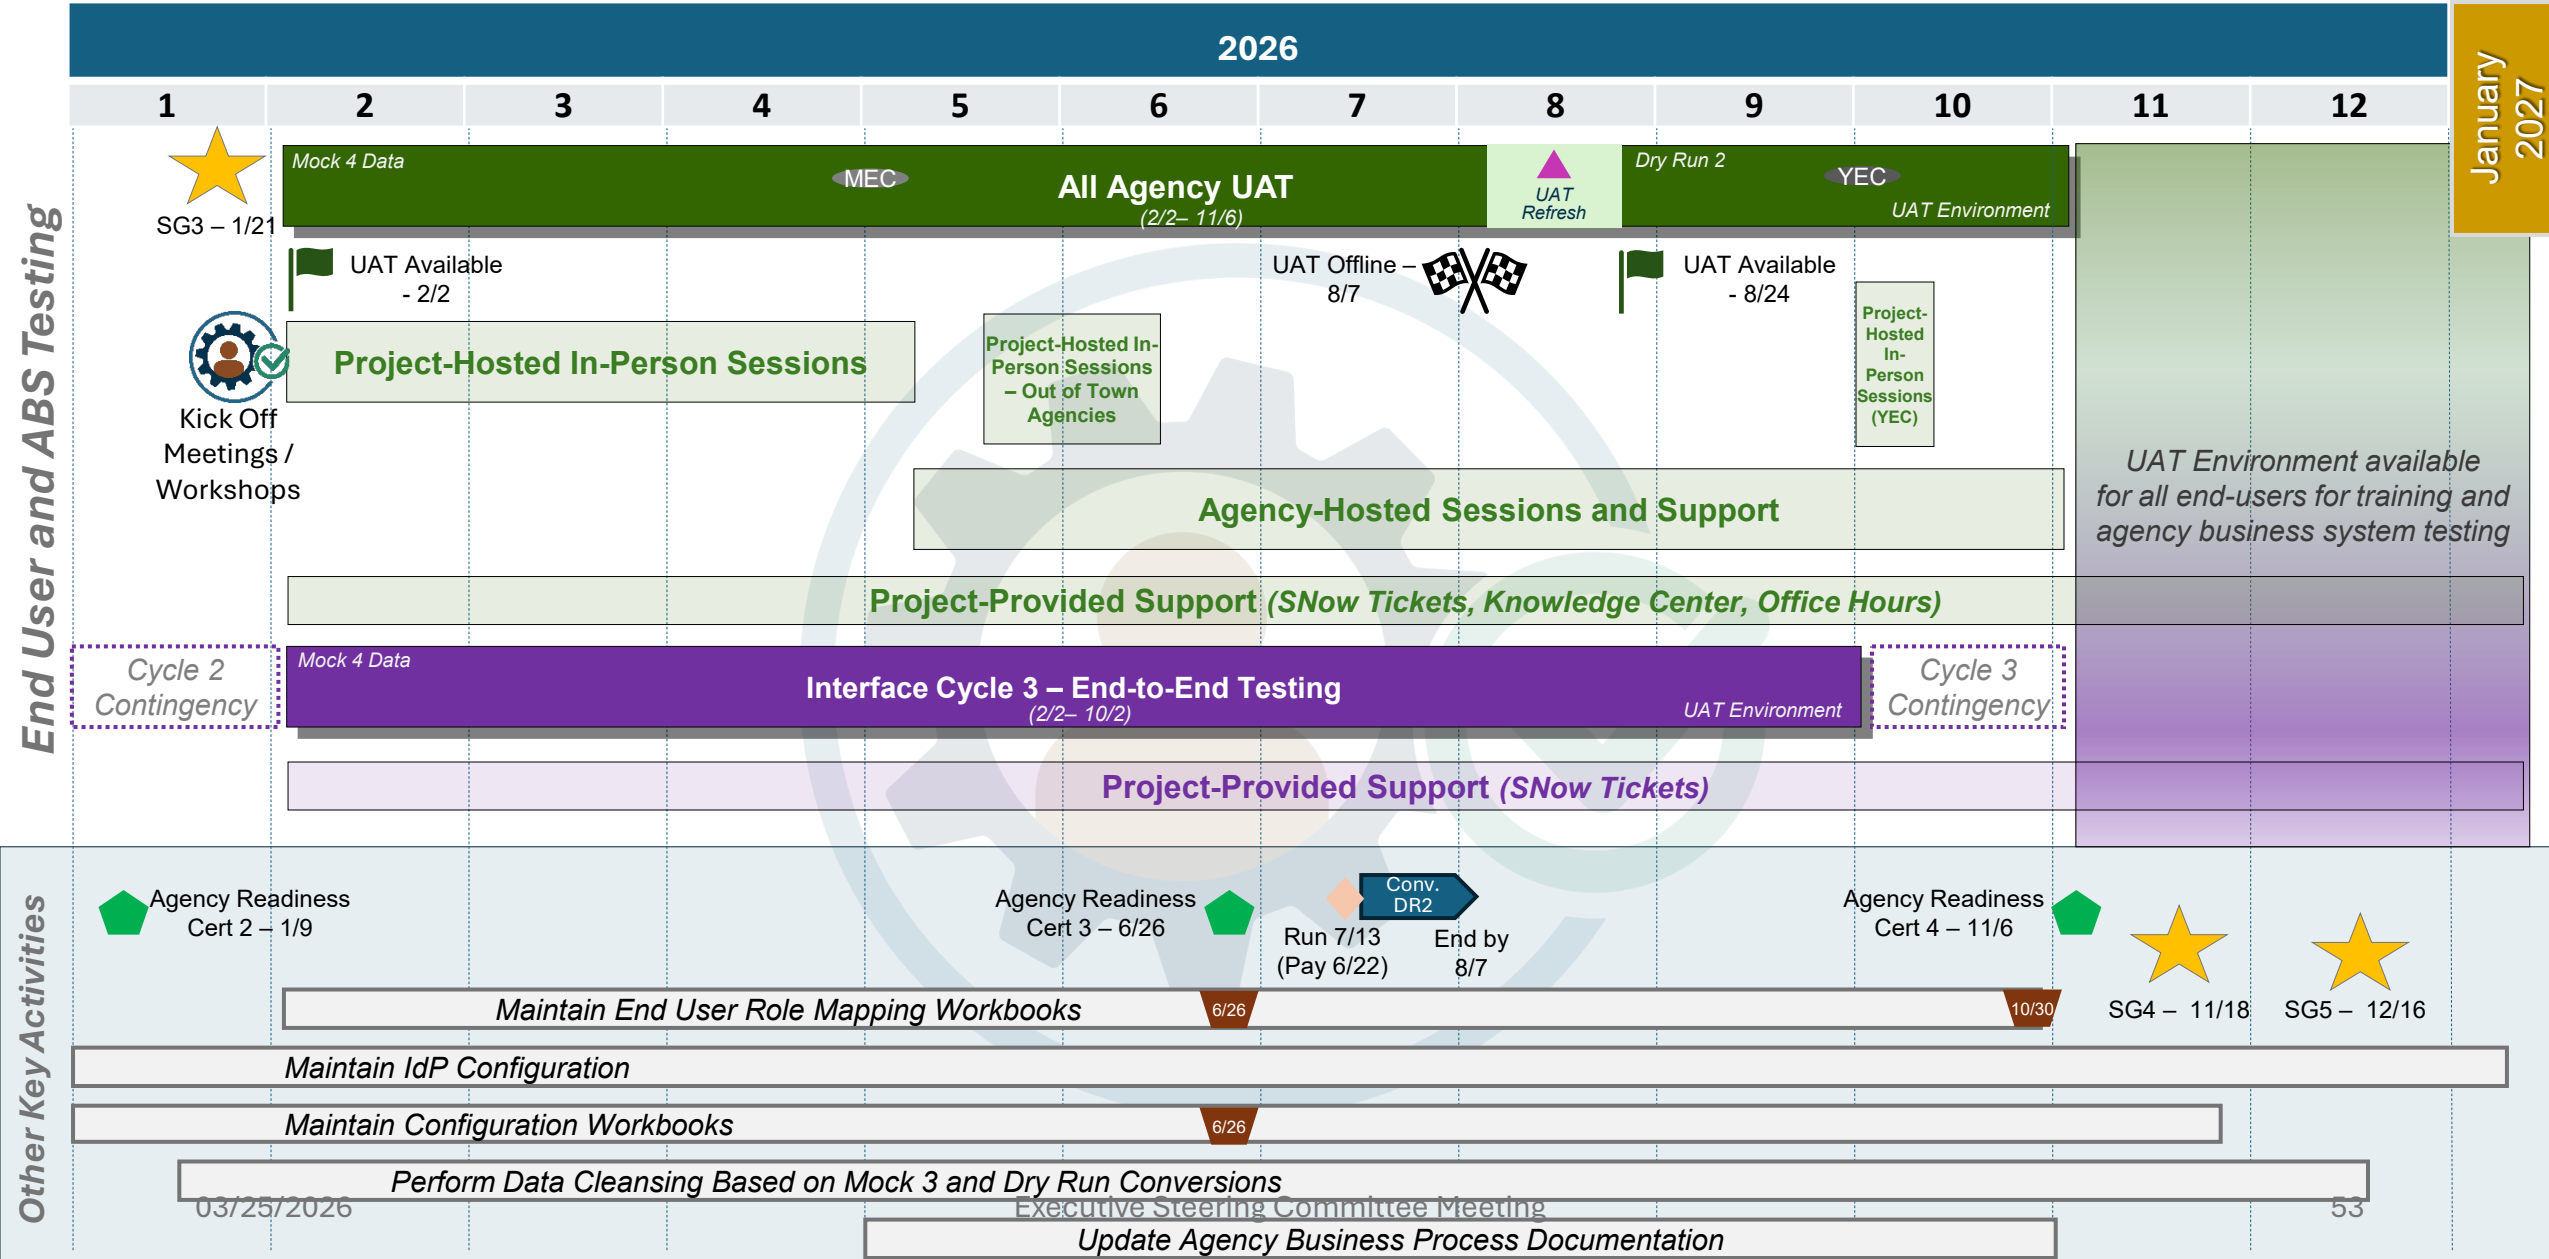 2026
January
2027
1
2
3
4
5
6
7
8
9
10
11
12
End User and ABS Testing
SG3 – 1/21
Mock 4 Data
MEC
All Agency UAT
(2/2– 11/6)
UAT
Refresh
Dry Run 2
YEC
UAT Environment
UAT Available
- 2/2
UAT Offline –
8/7
UAT Available
- 8/24
Kick Off
Meetings /
Workshops
Project-Hosted In-Person Sessions
Project-Hosted In-
Person Sessions
– Out of Town
Agencies
Project-
Hosted
In-
Person
Sessions
(YEC)
Agency-Hosted Sessions and Support
UAT Environment available
for all end-users for training and
agency business system testing
Project-Provided Support (SNow Tickets, Knowledge Center, Office Hours)
Cycle 2
Contingency
Mock 4 Data
Interface Cycle 3 – End-to-End Testing
(2/2– 10/2)
UAT Environment
Cycle 3
Contingency
Project-Provided Support (SNow Tickets)
Other Key Activities
Agency Readiness
Cert 2 – 1/9
Agency Readiness
Cert 3 – 6/26
Conv.
DR2
Run 7/13
(Pay 6/22)
End by
8/7
Agency Readiness
Cert 4 – 11/6
SG4 – 11/18
SG5 – 12/16
Maintain End User Role Mapping Workbooks
6/26
10/30
Maintain IdP Configuration
Maintain Configuration Workbooks
6/26
Perform Data Cleansing Based on Mock 3 and Dry Run Conversions
03/25/2026
Executive Steering Committee Meeting
53
Update Agency Business Process Documentation